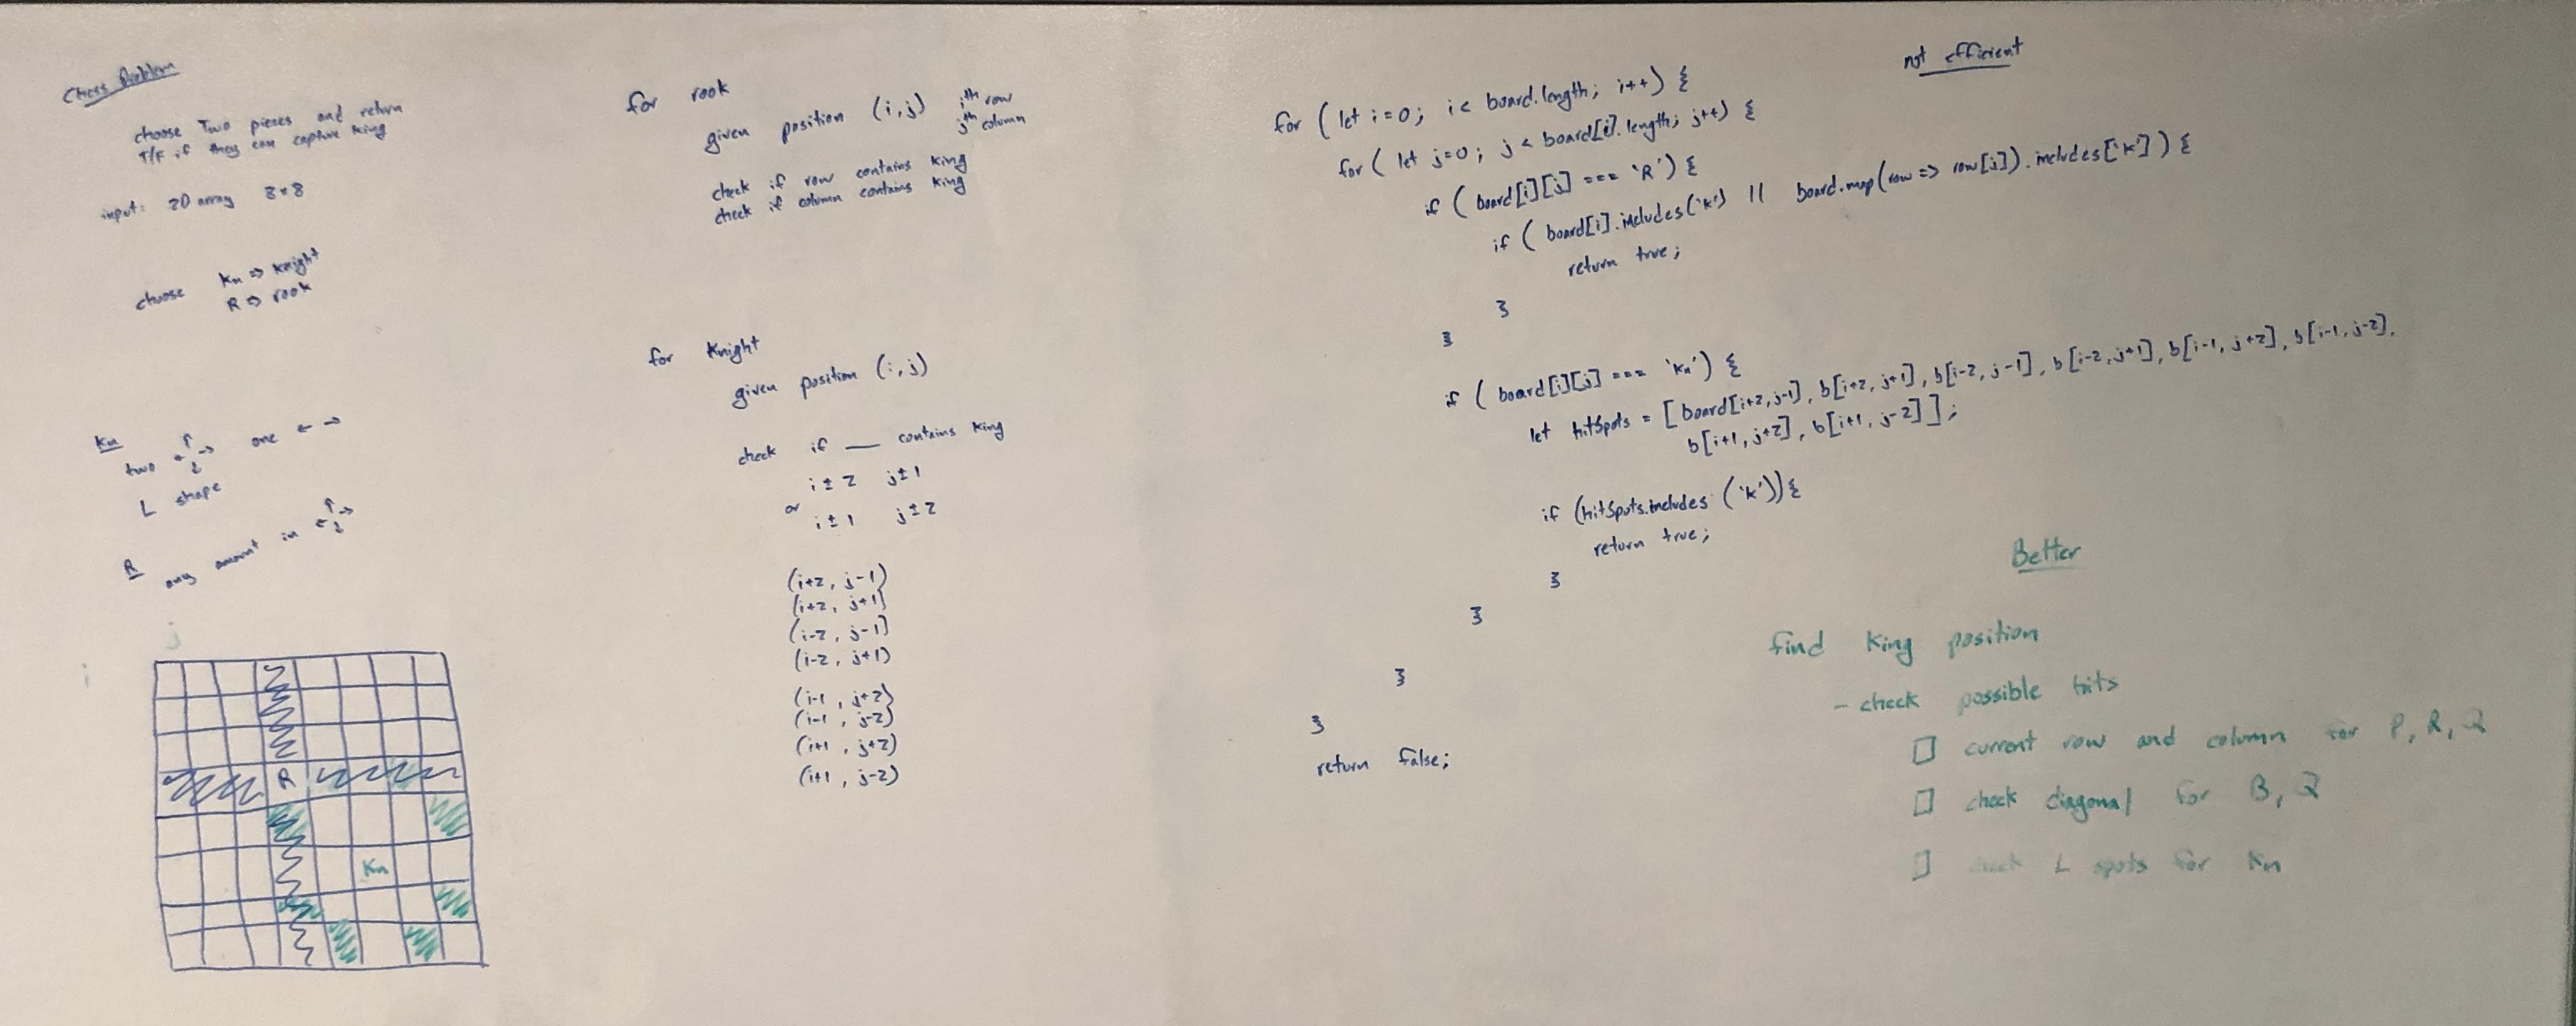 Chess Problem
choose Two pieces and return
T/F if they can capture king
input: 2D array 8*8
choose Kn => Knight
R => rook
Kn
two ↑ ← → ↓ one ← →
L shape
R
any amount in ← ↑ → ↓
j
i
R
Kn
for rook
given position (i,j) ith row
jth column
check if row contains king
check if column contains king
for Knight
given position (i,j)
check if __ contains king
i ± 2 j ± 1
or
i ± 1 j ± 2
(i+2, j-1)
(i+2, j+1)
(i-2, j-1)
(i-2, j+1)
(i-1, j+2)
(i-1, j-2)
(i+1, j+2)
(i+1, j-2)
not efficient
for (let i=0; i< board.length; i++) {
for (let j=0; j < board[i].length; j++) {
if (board[i][j] === 'R') {
if (board[i].includes('K') || board.map(row => row[j]).includes['K']) {
return true;
}
}
if (board[i][j] === 'Kn') {
let hitSpots = [board[i+2,j-1], b[i+2, j+1], b[i-2, j-1], b[i-2, j+1], b[i-1, j+2], b[i-1, j-2],
b[i+1, j+2], b[i+1, j-2]];
if (hitSpots.includes ('K')) {
return true;
}
}
}
}
return false;
Better
find King position
- check possible hits
□ current row and column for P, R, Q
□ check diagonal for B, Q
□ check L spots for Kn